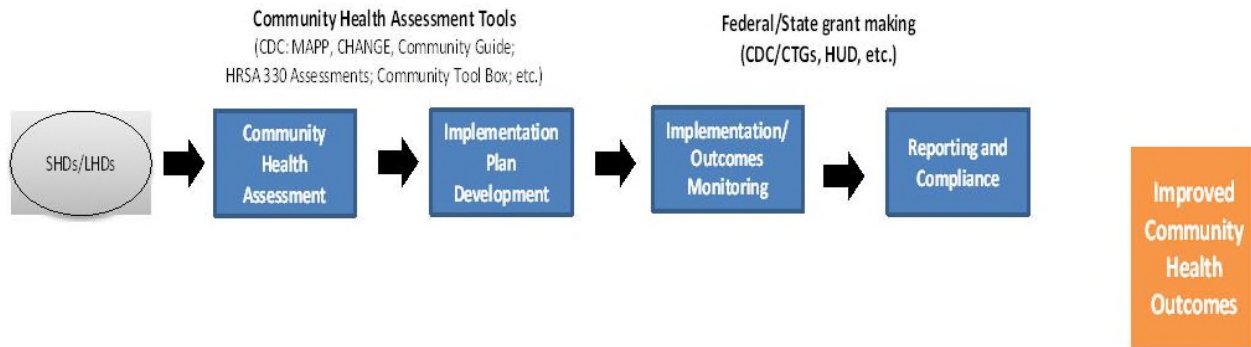 Community Health Assessment Tools
(CDC: MAPP, CHANGE, Community Guide;
HRSA 330 Assessments; Community Tool Box; etc.)
Federal/State grant making
(CDC/CTGs, HUD, etc.)
SHDs/LHDs
Community
Health
Assessment
Implementation
Plan
Development
Implementation/
Outcomes
Monitoring
Reporting and
Compliance
Improved
Community
Health
Outcomes